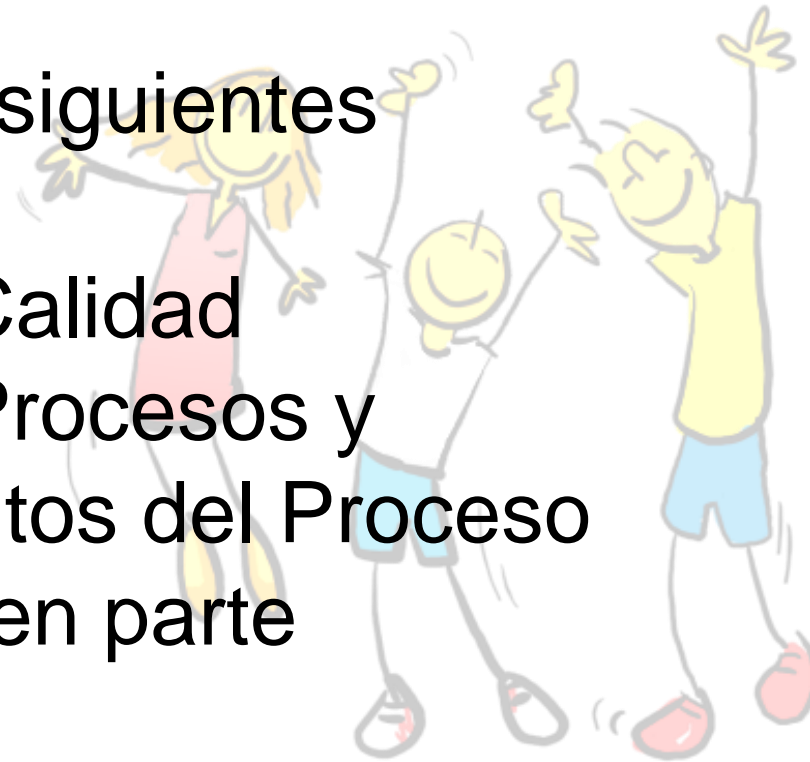 siguientes
Calidad
Procesos y
tos del Proceso
en parte